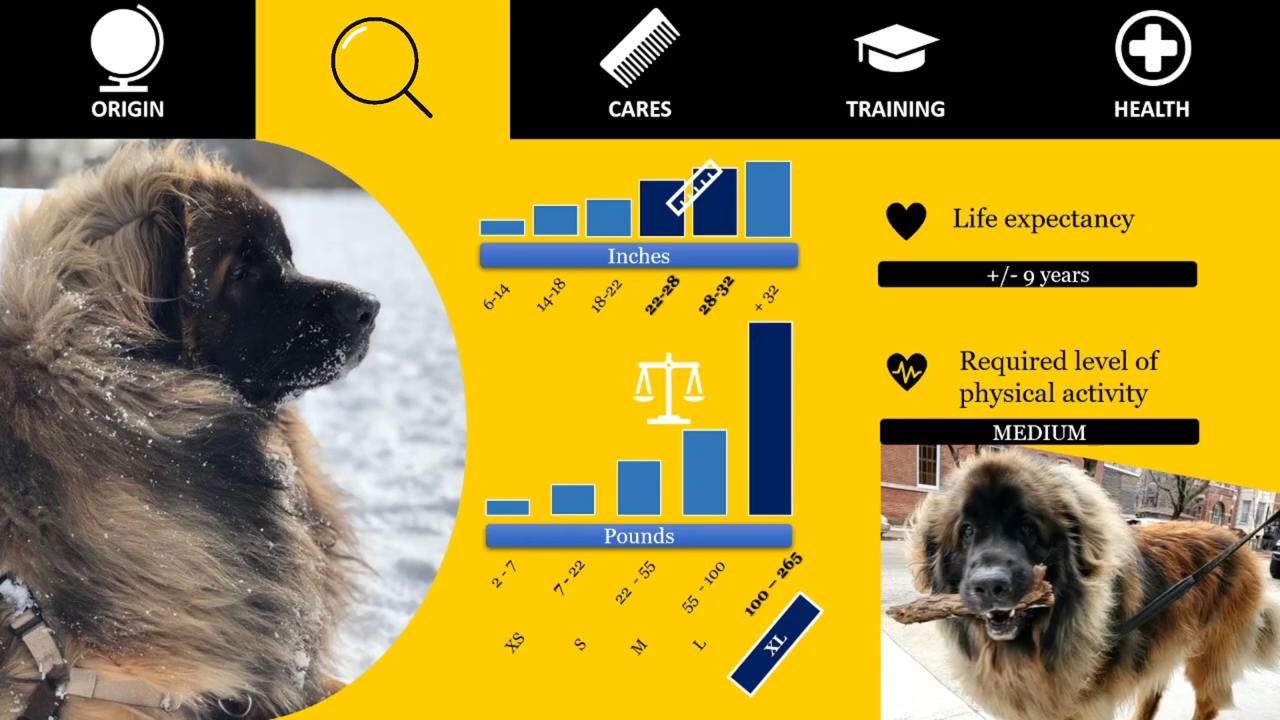 ORIGIN
CARES
TRAINING
HEALTH
Inches
6-14
14-18
18-22
22-28
28-32
+ 32
Pounds
2 - 7
7 - 22
22 - 55
55 - 100
100 – 265
XS
S
M
L
XL
Life expectancy
+/- 9 years
Required level of
physical activity
MEDIUM